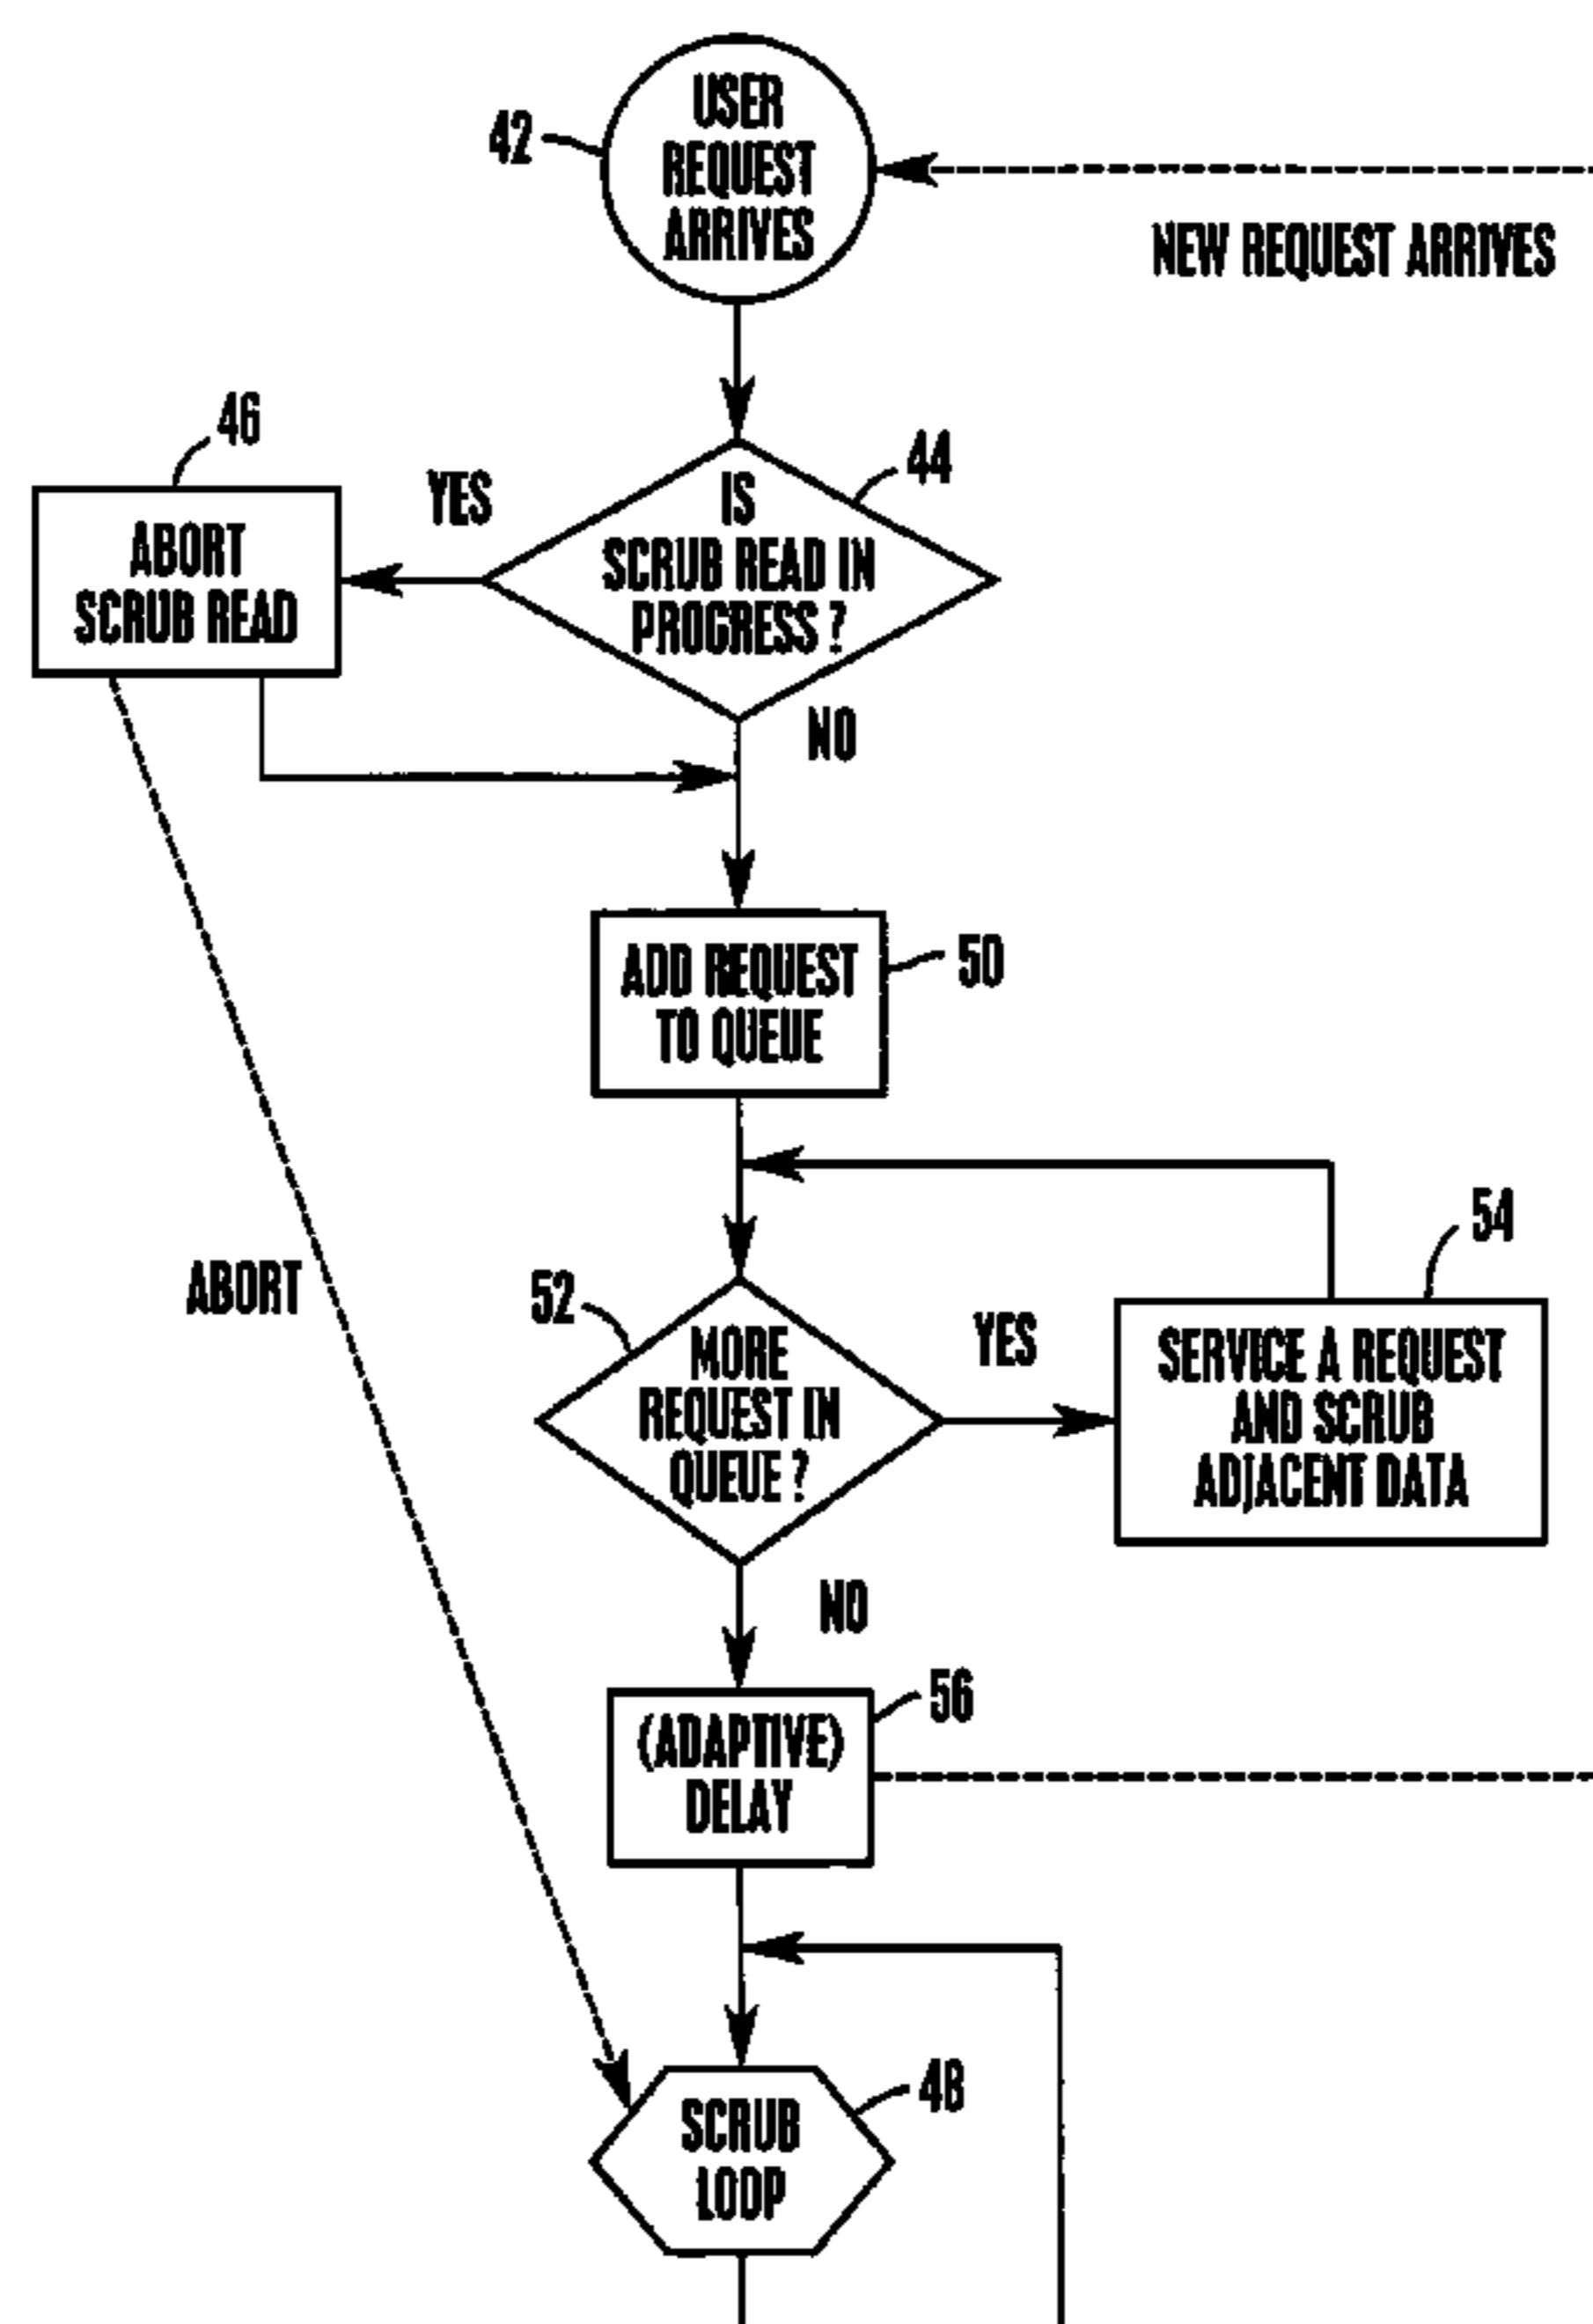 USER
REQUEST
ARRIVES
42
NEW REQUEST ARRIVES
46
44
YES
IS
SCRUB READ IN
PROGRESS ?
ABORT
SCRUB READ
NO
ADD REQUEST
TO QUEUE
50
54
ABORT
52
YES
MORE
REQUEST IN
QUEUE ?
SERVICE A REQUEST
AND SCRUB
ADJACENT DATA
NO
56
(ADAPTIVE)
DELAY
48
SCRUB
LOOP